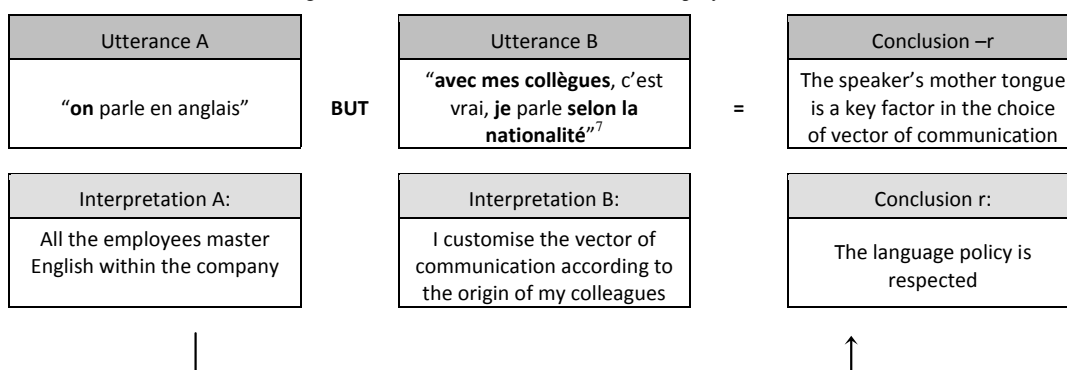 Utterance A
"on parle en anglais"
BUT
Utterance B
"avec mes collègues, c'est
vrai, je parle selon la
nationalité"7
=
Conclusion –r
The speaker's mother tongue
is a key factor in the choice
of vector of communication
Interpretation A:
All the employees master
English within the company
Interpretation B:
I customise the vector of
communication according to
the origin of my colleagues
Conclusion r:
The language policy is
respected